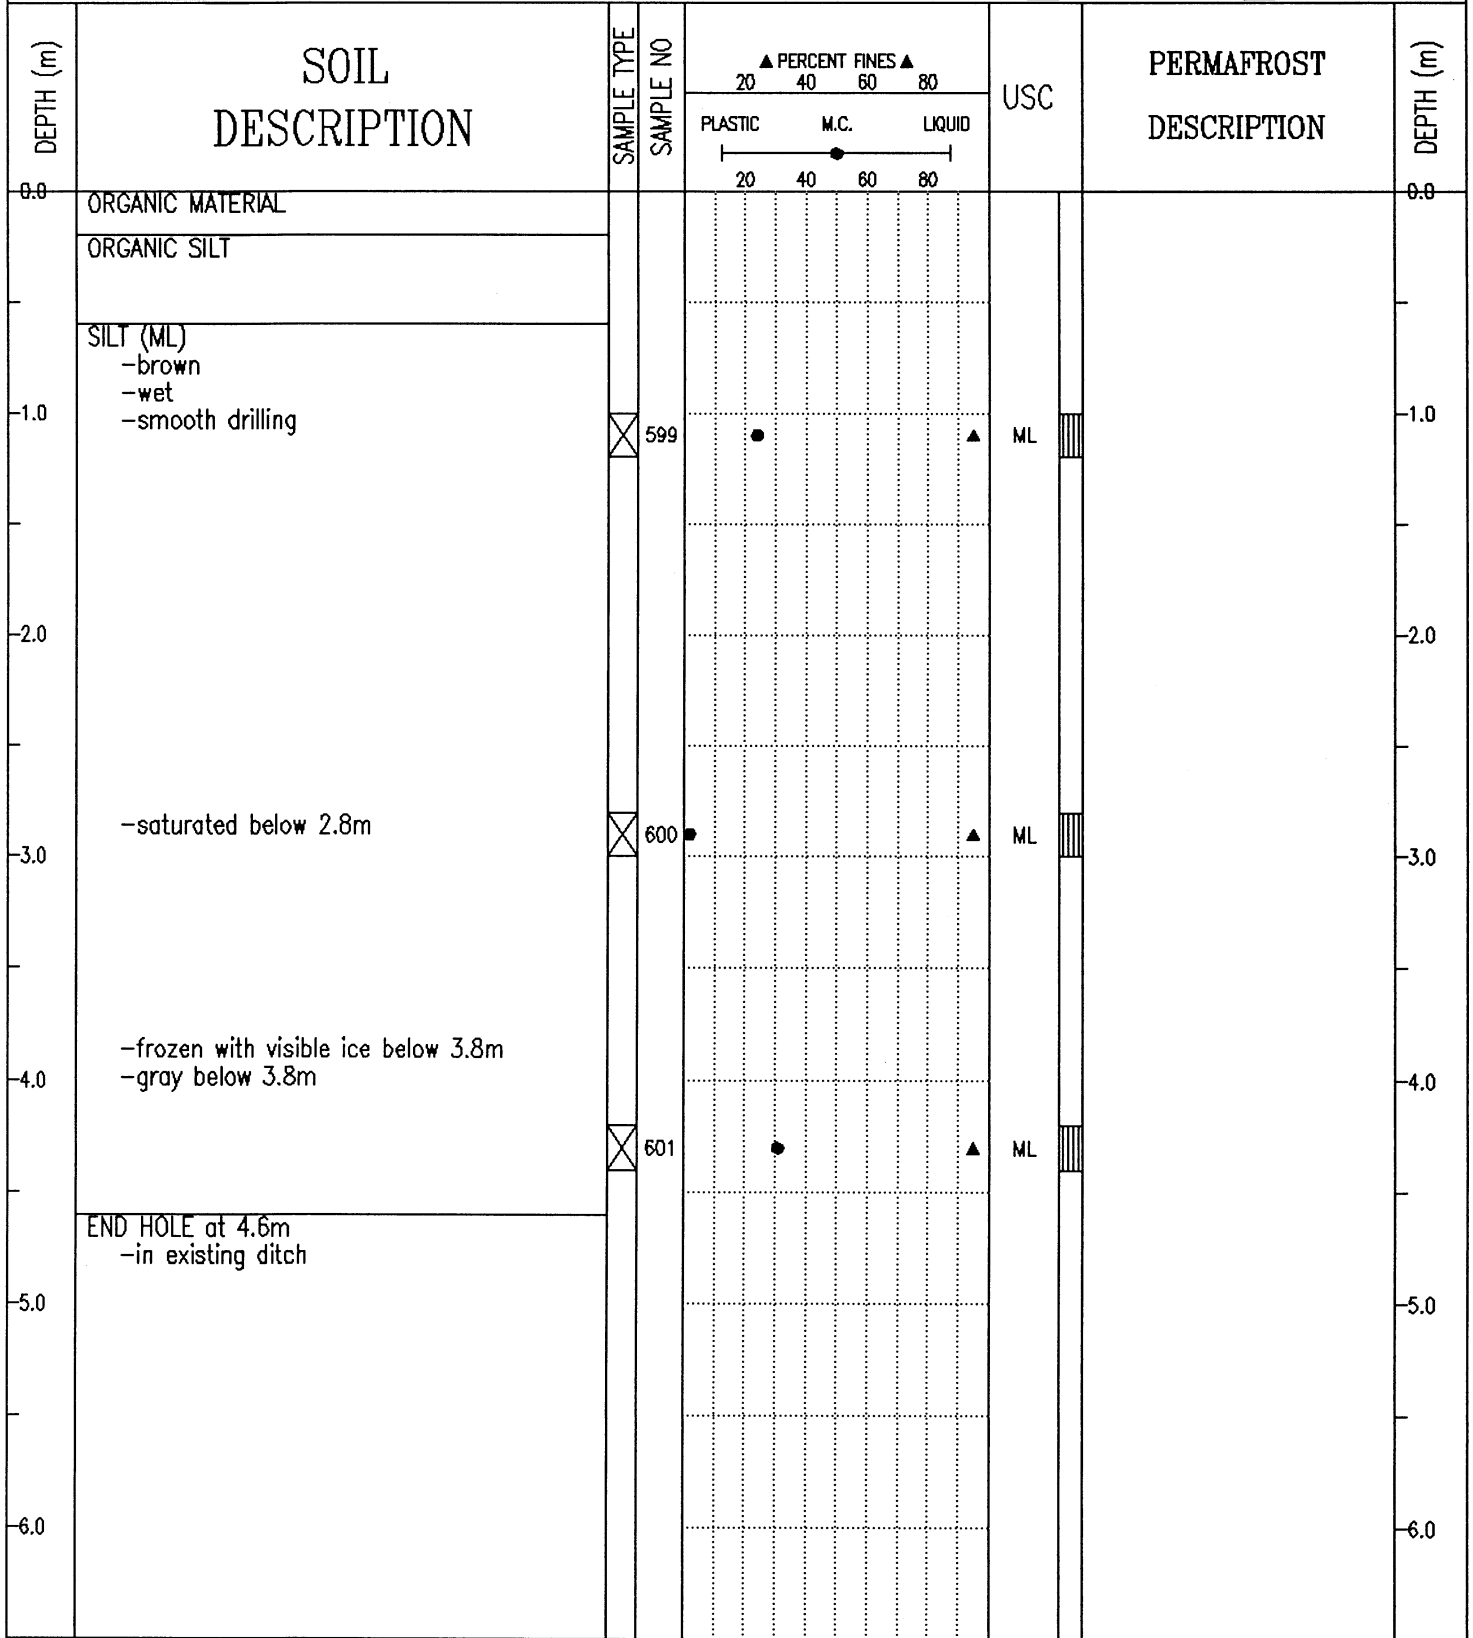 DEPTH (m)
SOIL
DESCRIPTION
SAMPLE TYPE
SAMPLE NO
▲ PERCENT FINES ▲
20 40 60 80
PLASTIC M.C. LIQUID
20 40 60 80
USC
PERMAFROST
DESCRIPTION
DEPTH (m)
0.0 0.0
ORGANIC MATERIAL
ORGANIC SILT
SILT (ML)
-brown
-wet
-smooth drilling
1.0 1.0
599 ML
2.0 2.0
-saturated below 2.8m
600 ML
3.0 3.0
-frozen with visible ice below 3.8m
-gray below 3.8m
4.0 4.0
601 ML
END HOLE at 4.6m
-in existing ditch
5.0 5.0
6.0 6.0